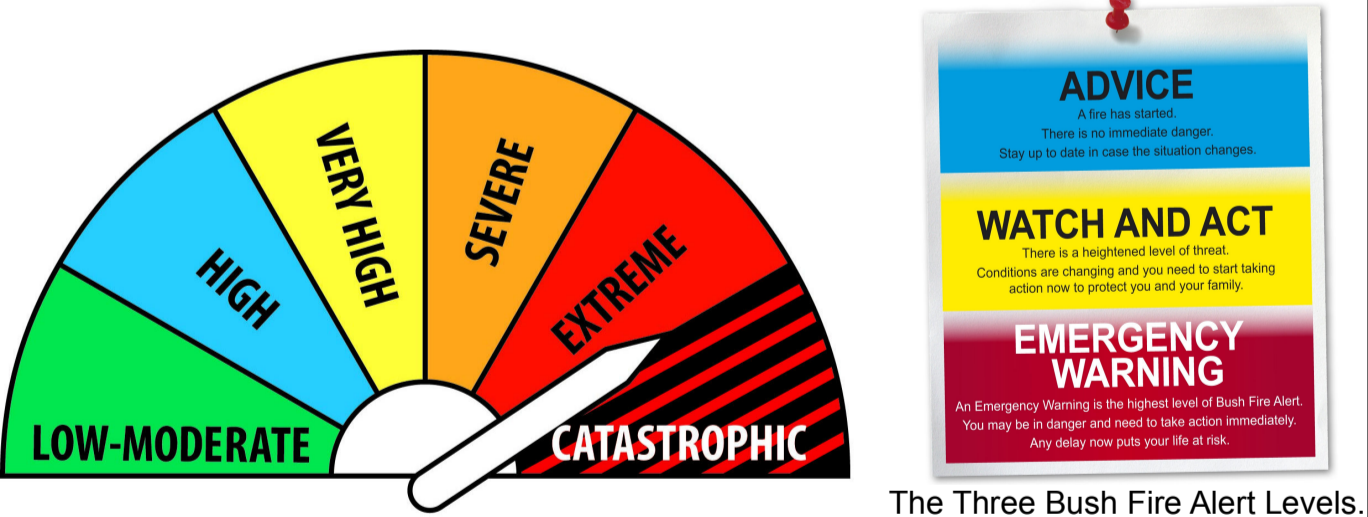 LOW-MODERATE
HIGH
VERY HIGH
SEVERE
EXTREME
CATASTROPHIC
ADVICE
A fire has started.
There is no immediate danger.
Stay up to date in case the situation changes.
WATCH AND ACT
There is a heightened level of threat.
Conditions are changing and you need to start taking
action now to protect you and your family.
EMERGENCY
WARNING
An Emergency Warning is the highest level of Bush Fire Alert.
You may be in danger and need to take action immediately.
Any delay now puts your life at risk.
The Three Bush Fire Alert Levels.